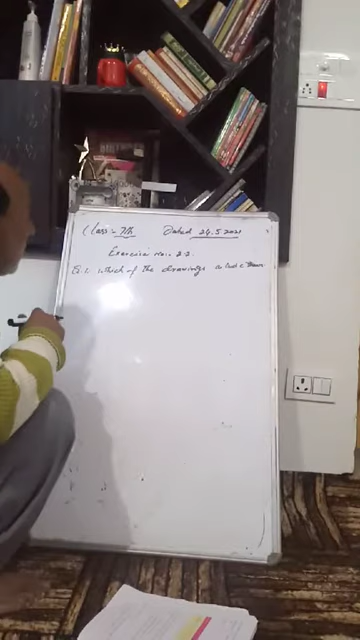 Class :- 7th Dated 24.5.2021
Exercise No:- 2.2.
Q.1. Which of the drawings